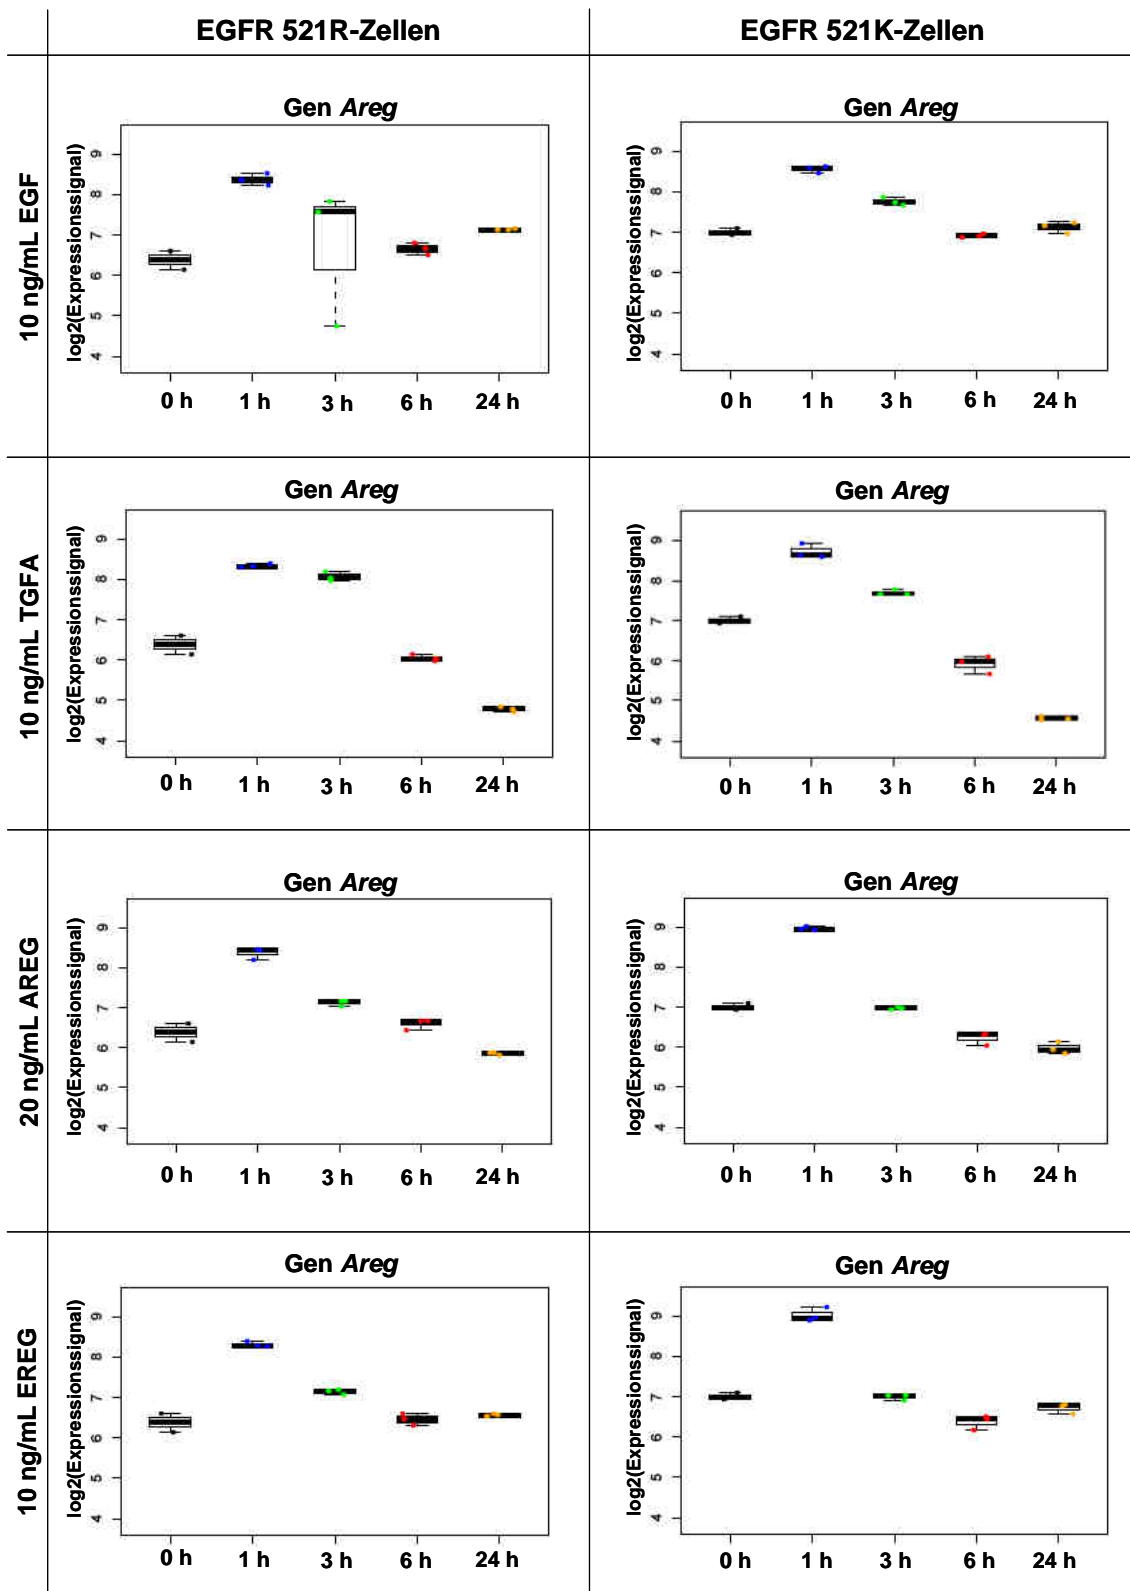 EGFR 521R-Zellen
EGFR 521K-Zellen
10 ng/mL EGF
Gen Areg
log2(Expressionssignal)
9
8
7
6
5
4
0 h
1 h
3 h
6 h
24 h
Gen Areg
log2(Expressionssignal)
9
8
7
6
5
4
0 h
1 h
3 h
6 h
24 h
10 ng/mL TGFA
Gen Areg
log2(Expressionssignal)
9
8
7
6
5
4
0 h
1 h
3 h
6 h
24 h
Gen Areg
log2(Expressionssignal)
9
8
7
6
5
4
0 h
1 h
3 h
6 h
24 h
20 ng/mL AREG
Gen Areg
log2(Expressionssignal)
9
8
7
6
5
4
0 h
1 h
3 h
6 h
24 h
Gen Areg
log2(Expressionssignal)
9
8
7
6
5
4
0 h
1 h
3 h
6 h
24 h
10 ng/mL EREG
Gen Areg
log2(Expressionssignal)
9
8
7
6
5
4
0 h
1 h
3 h
6 h
24 h
Gen Areg
log2(Expressionssignal)
9
8
7
6
5
4
0 h
1 h
3 h
6 h
24 h